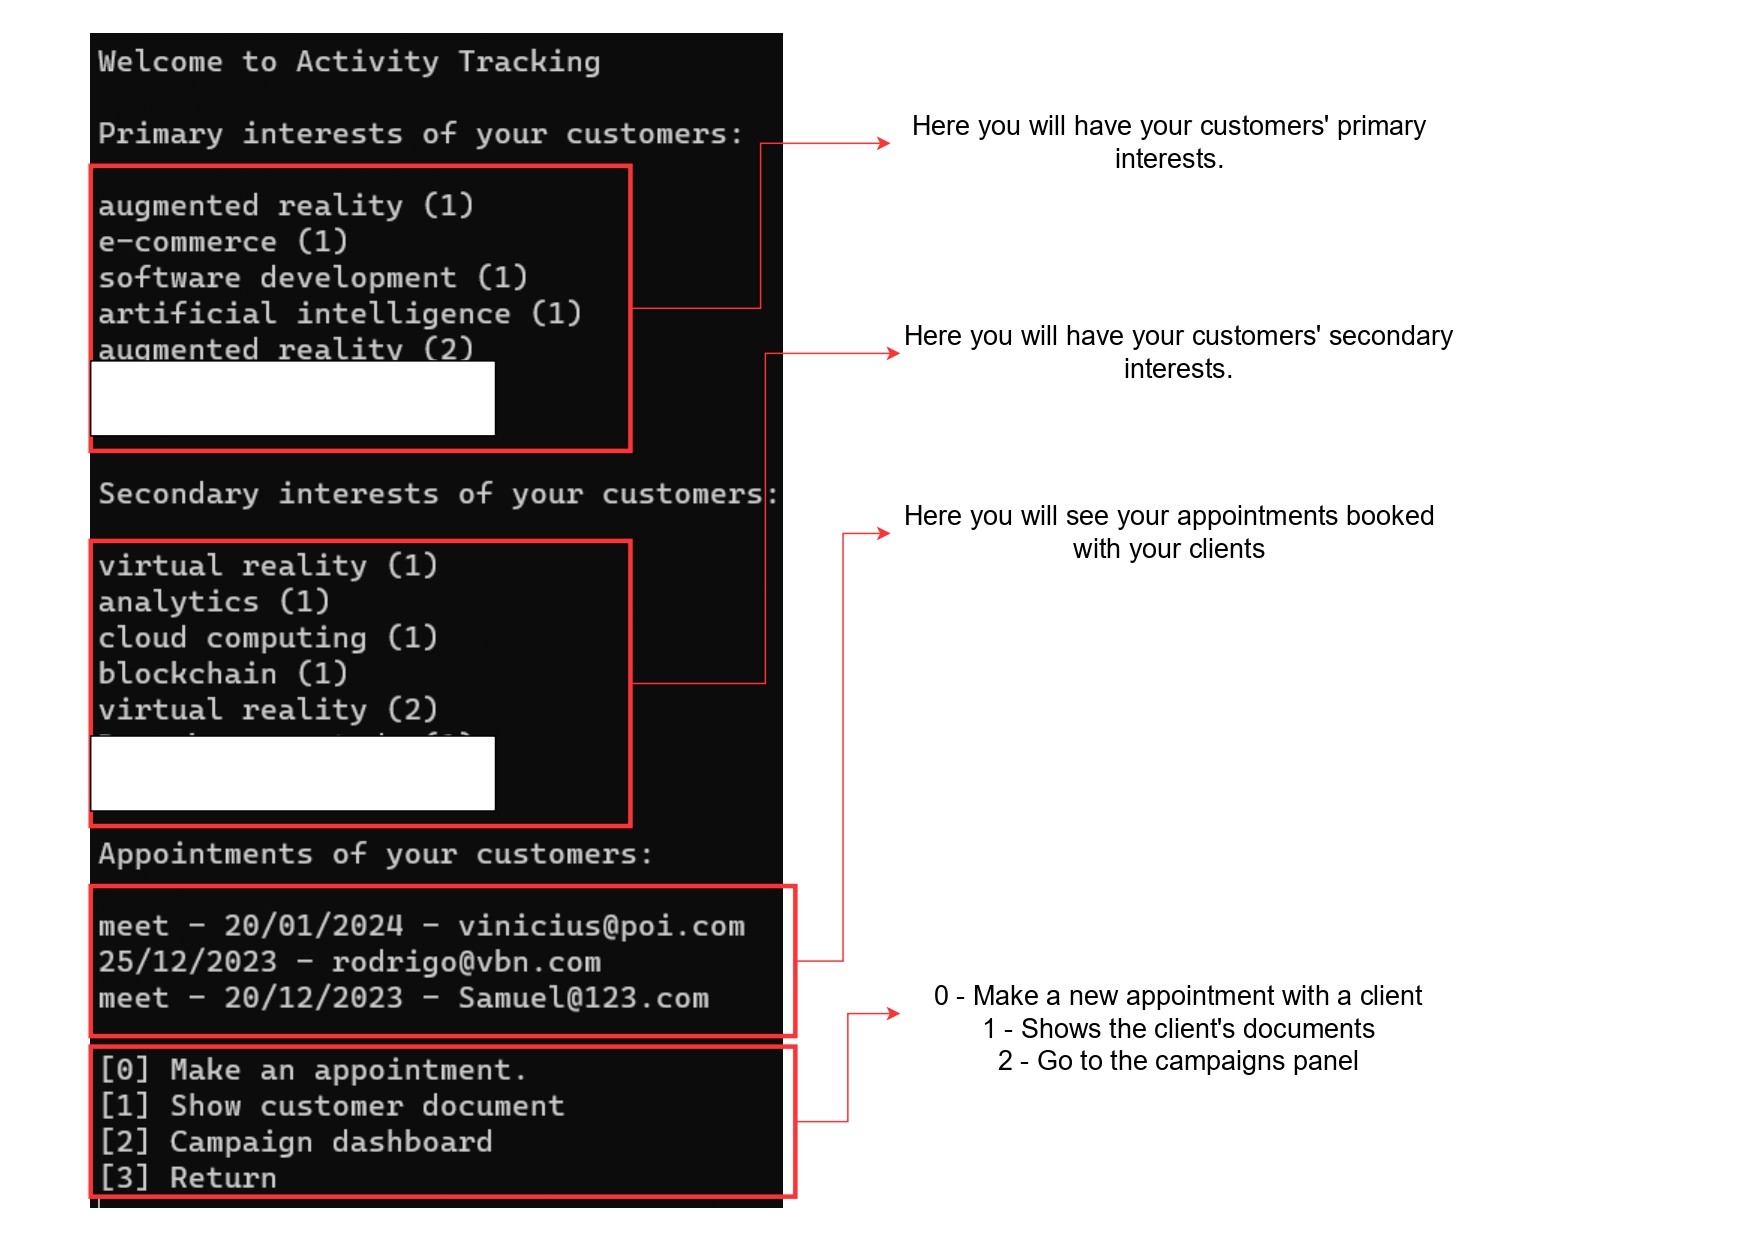 Welcome to Activity Tracking
Primary interests of your customers:
augmented reality (1)
e-commerce (1)
software development (1)
artificial intelligence (1)
augmented reality (2)
Secondary interests of your customers:
virtual reality (1)
analytics (1)
cloud computing (1)
blockchain (1)
virtual reality (2)
Appointments of your customers:
meet - 20/01/2024 - vinicius@poi.com
25/12/2023 - rodrigo@vbn.com
meet - 20/12/2023 - Samuel@123.com
[0] Make an appointment.
[1] Show customer document
[2] Campaign dashboard
[3] Return
Here you will have your customers' primary
interests.
Here you will have your customers' secondary
interests.
Here you will see your appointments booked
with your clients
0 - Make a new appointment with a client
1 - Shows the client's documents
2 - Go to the campaigns panel